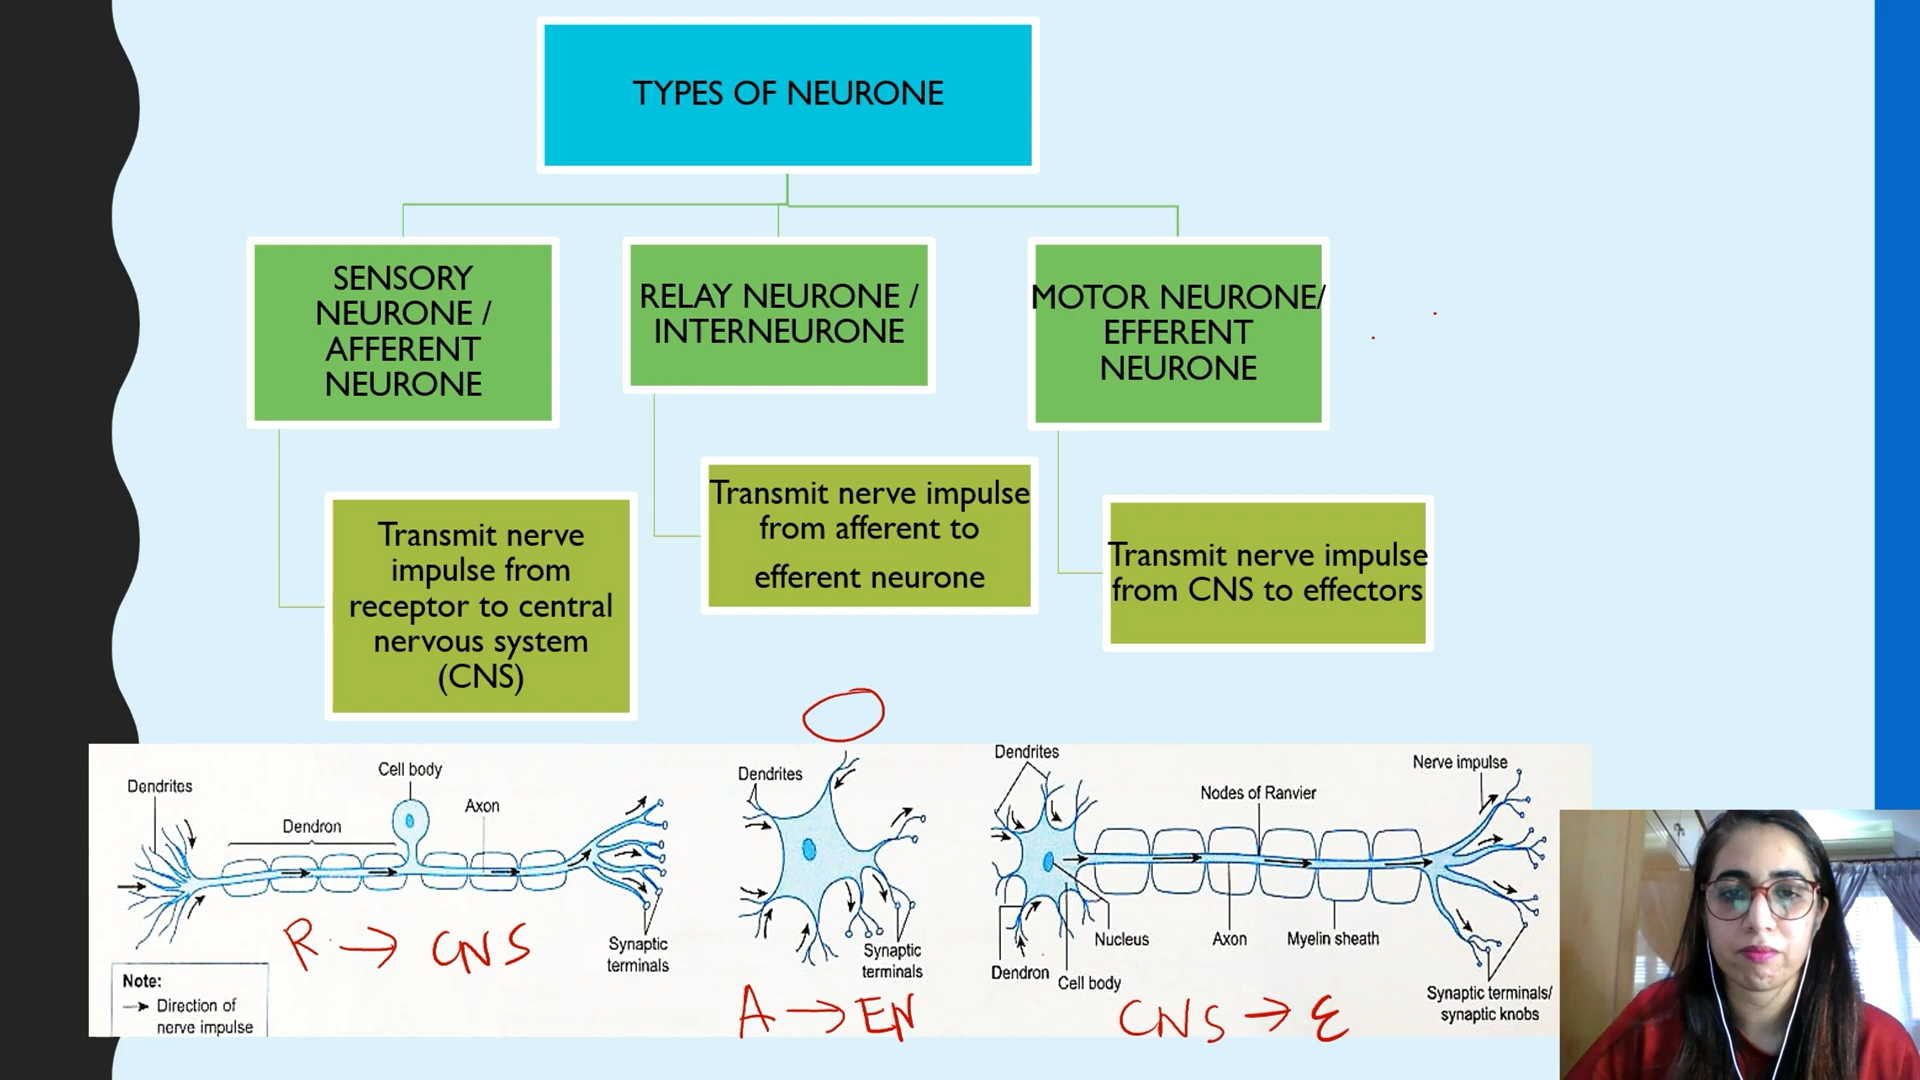 TYPES OF NEURONE
SENSORY
NEURONE /
AFFERENT
NEURONE
RELAY NEURONE /
INTERNEURONE
MOTOR NEURONE/
EFFERENT
NEURONE
Transmit nerve
impulse from
receptor to central
nervous system
(CNS)
Transmit nerve impulse
from afferent to
efferent neurone
Transmit nerve impulse
from CNS to effectors
Dendrites
Dendron
Cell body
Axon
Synaptic
terminals
R → CNS
Note:
→ Direction of
nerve impulse
Dendrites
Synaptic
terminals
A → EN
Dendrites
Nodes of Ranvier
Nerve impulse
Nucleus
Axon
Myelin sheath
Dendron
Cell body
Synaptic terminals/
synaptic knobs
CNS → E